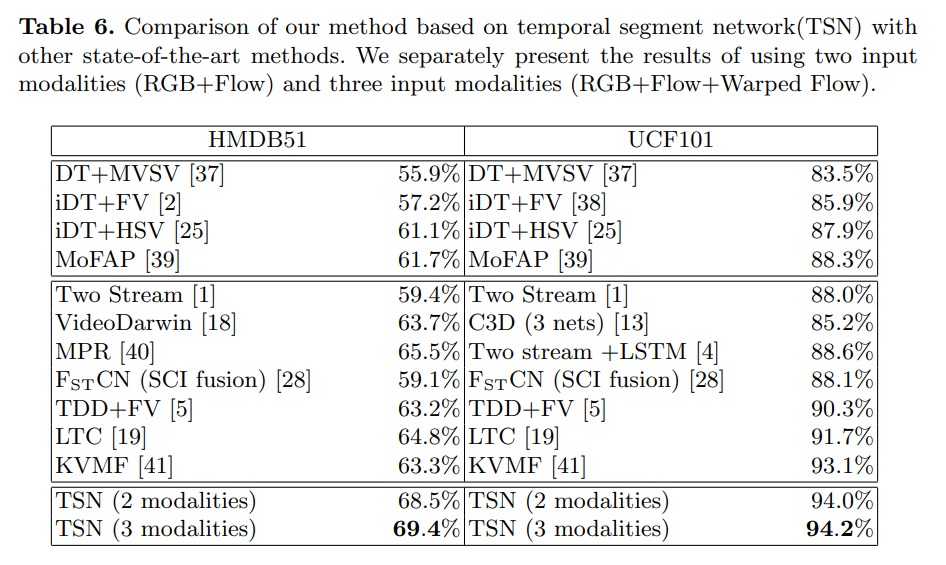 Table 6. Comparison of our method based on temporal segment network(TSN) with
other state-of-the-art methods. We separately present the results of using two input
modalities (RGB+Flow) and three input modalities (RGB+Flow+Warped Flow).
HMDB51 UCF101
DT+MVSV [37] 55.9% DT+MVSV [37] 83.5%
iDT+FV [2] 57.2% iDT+FV [38] 85.9%
iDT+HSV [25] 61.1% iDT+HSV [25] 87.9%
MoFAP [39] 61.7% MoFAP [39] 88.3%
Two Stream [1] 59.4% Two Stream [1] 88.0%
VideoDarwin [18] 63.7% C3D (3 nets) [13] 85.2%
MPR [40] 65.5% Two stream +LSTM [4] 88.6%
FSTCN (SCI fusion) [28] 59.1% FSTCN (SCI fusion) [28] 88.1%
TDD+FV [5] 63.2% TDD+FV [5] 90.3%
LTC [19] 64.8% LTC [19] 91.7%
KVMF [41] 63.3% KVMF [41] 93.1%
TSN (2 modalities) 68.5% TSN (2 modalities) 94.0%
TSN (3 modalities) 69.4% TSN (3 modalities) 94.2%